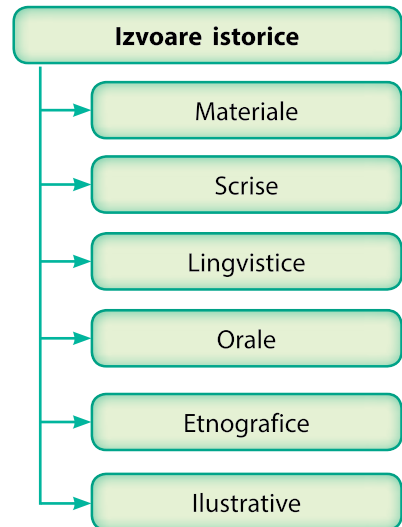 Izvoare istorice
Materiale
Scrise
Lingvistice
Orale
Etnografice
Ilustrative